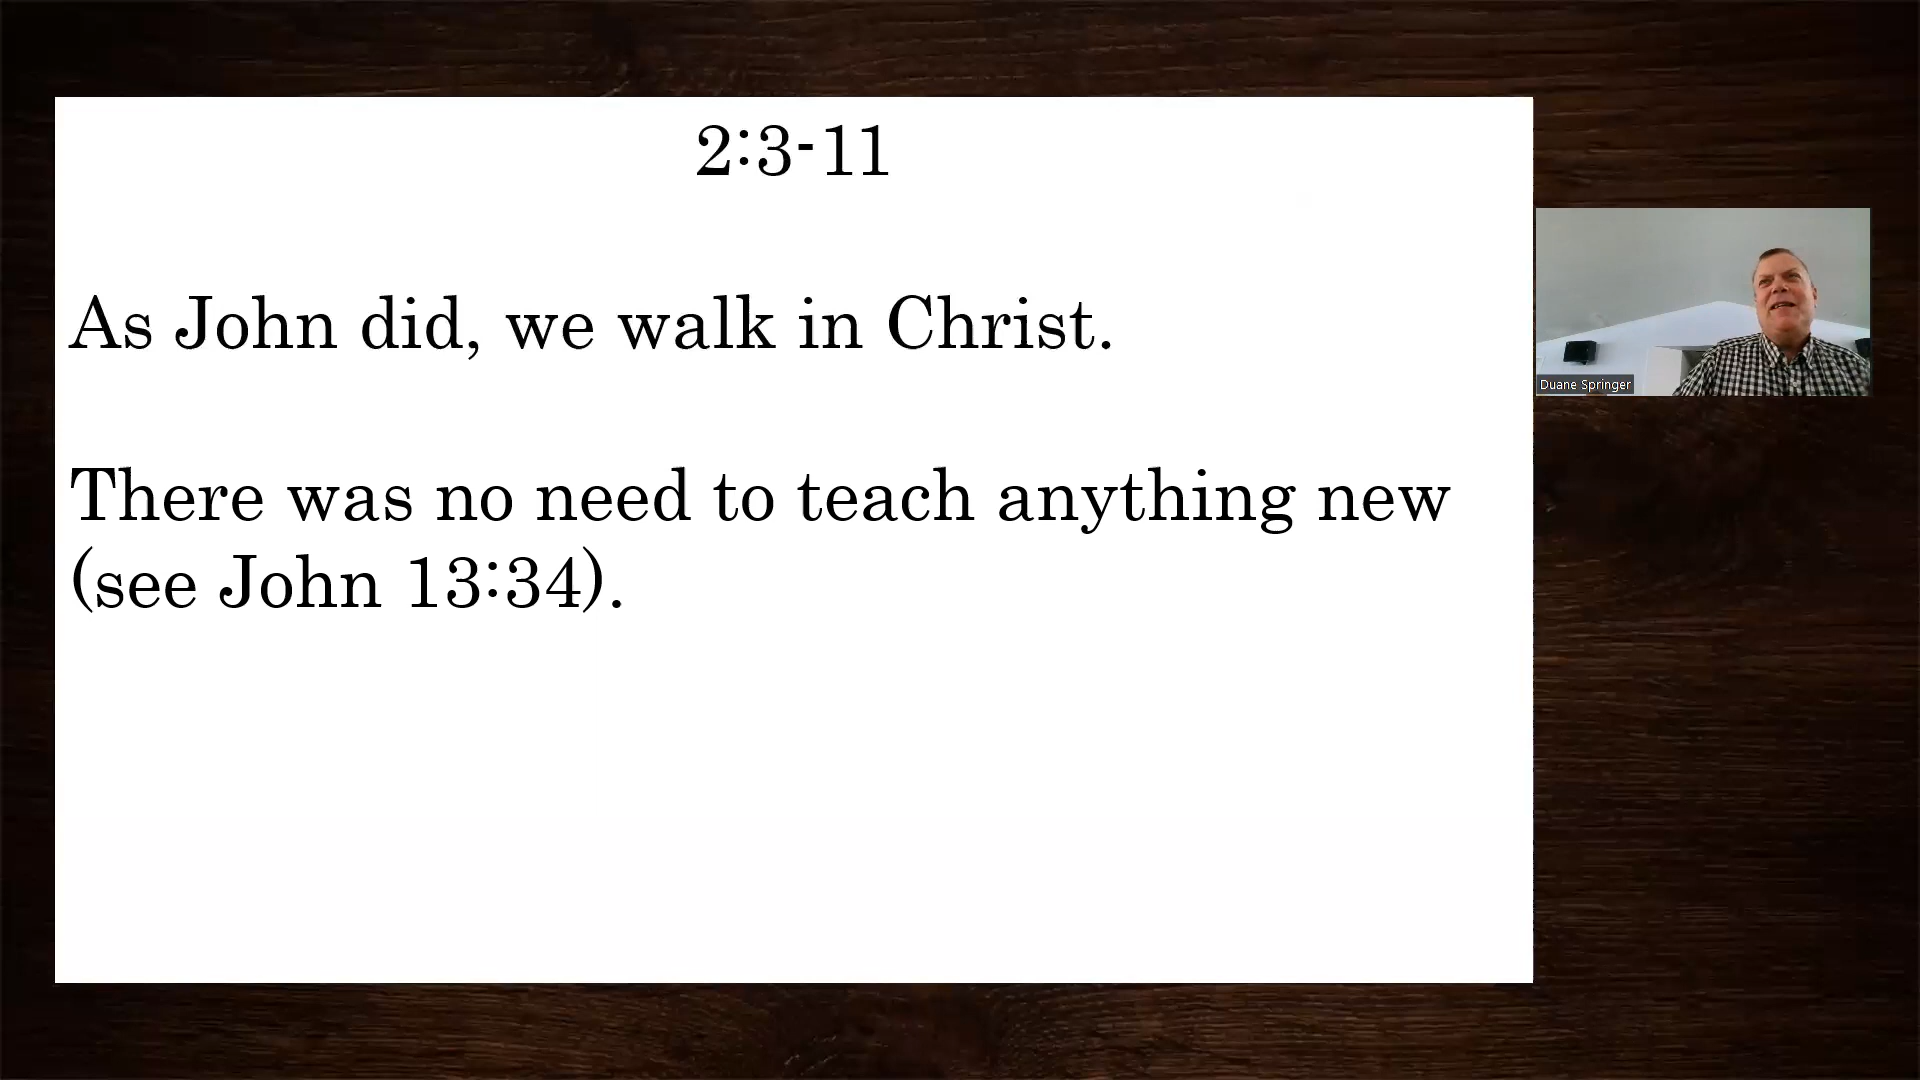 2:3-11
As John did, we walk in Christ.
There was no need to teach anything new
(see John 13:34).
Duane Springer